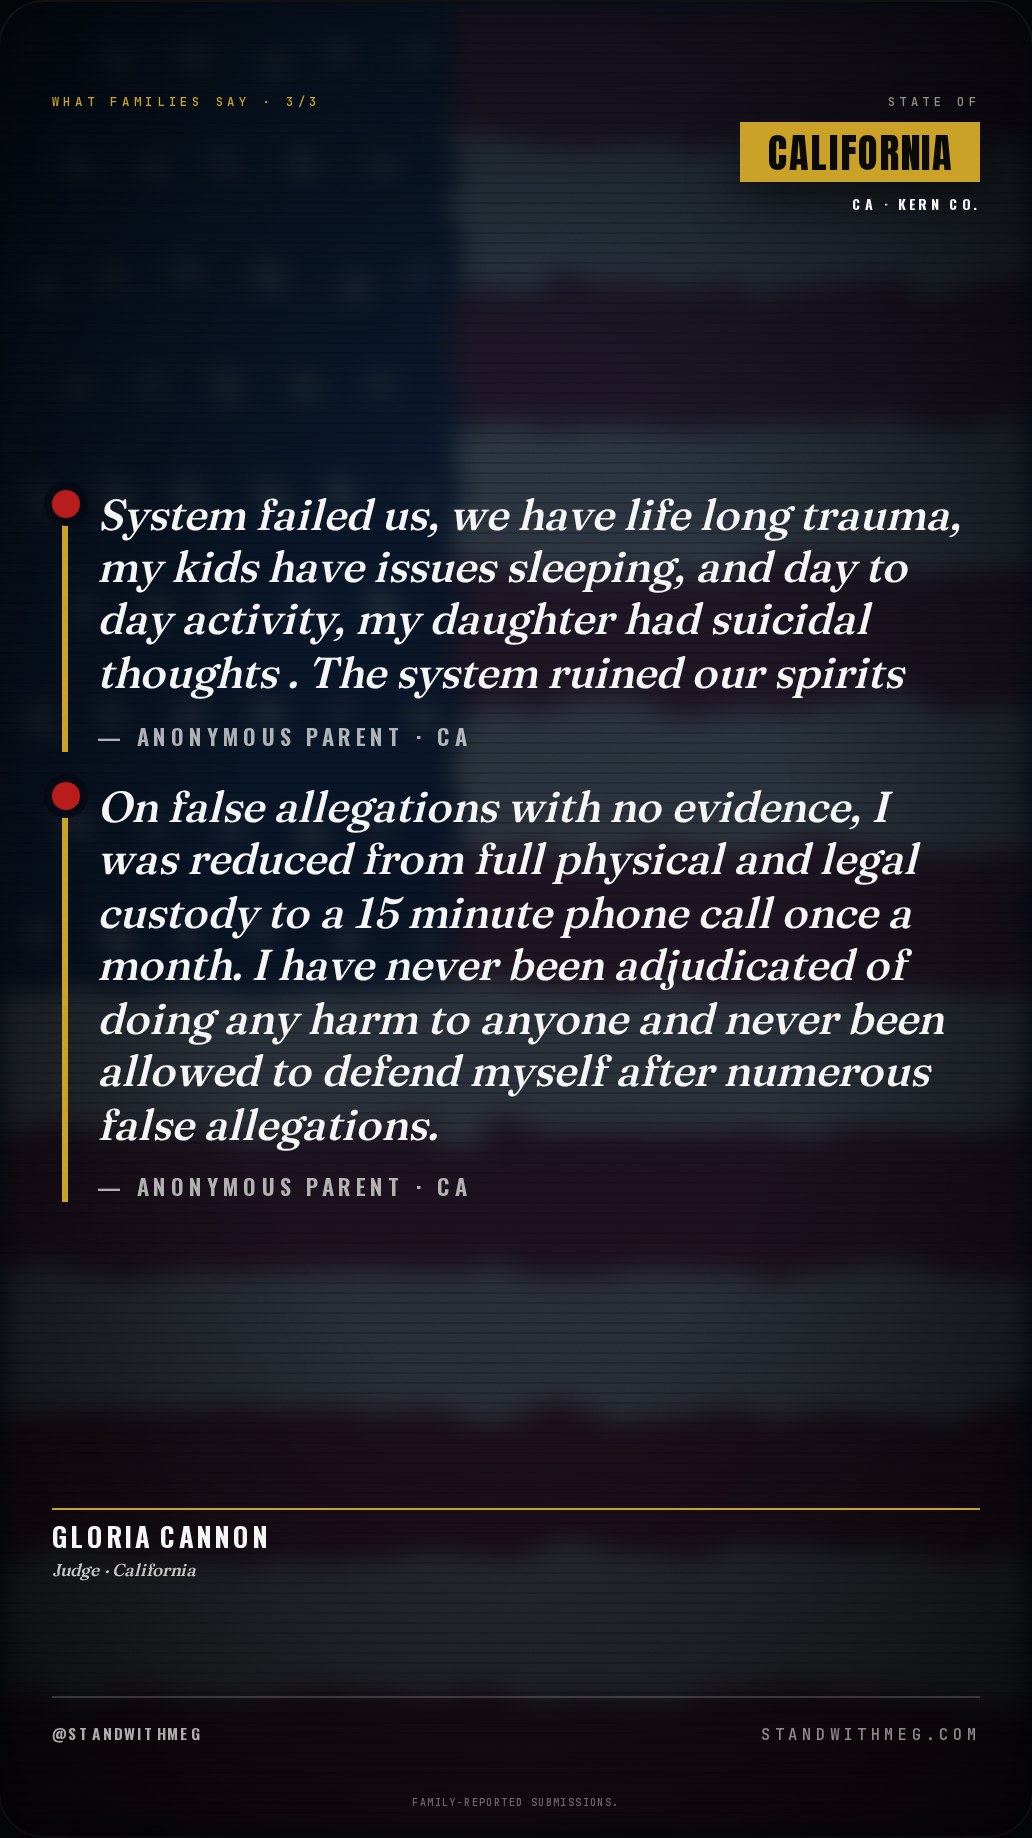 WHAT FAMILIES SAY · 3/3
STATE OF
CALIFORNIA
CA · KERN CO.
System failed us, we have life long trauma,
my kids have issues sleeping, and day to
day activity, my daughter had suicidal
thoughts . The system ruined our spirits
— ANONYMOUS PARENT · CA
On false allegations with no evidence, I
was reduced from full physical and legal
custody to a 15 minute phone call once a
month. I have never been adjudicated of
doing any harm to anyone and never been
allowed to defend myself after numerous
false allegations.
— ANONYMOUS PARENT · CA
GLORIA CANNON
Judge · California
@STANDWITHMEG
STANDWITHMEG.COM
FAMILY-REPORTED SUBMISSIONS.